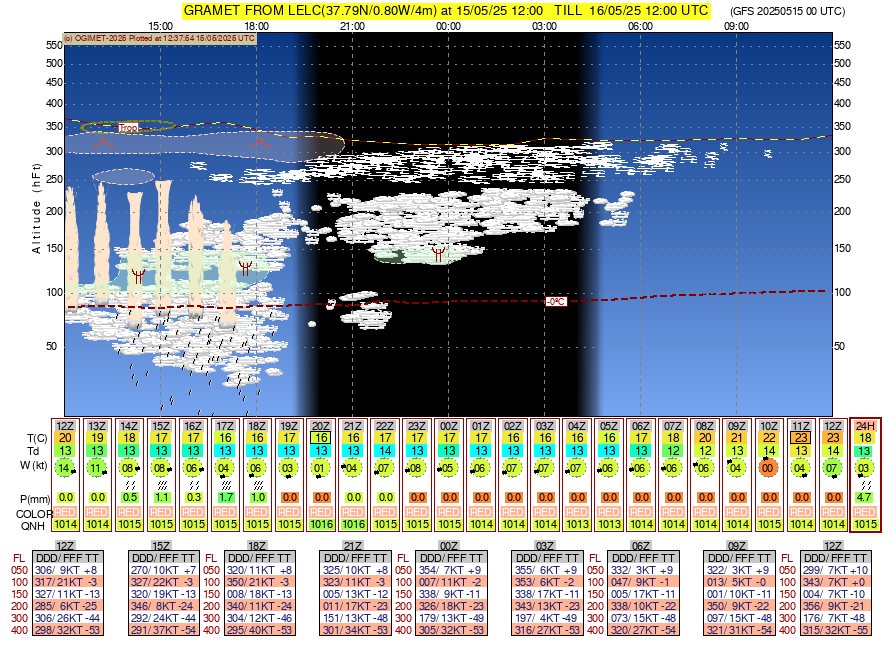 GRAMET FROM LELC(37.79N/0.80W/4m) at 15/05/25 12:00 TILL 16/05/25 12:00 UTC (GFS 20250515 00 UTC)
15:00 18:00 21:00 00:00 03:00 06:00 09:00
(c) OGIMET-2025 Plotted at 12:37:54 15/05/2025 UTC
550 550
500 500
450 450
400 400
350 Trop 350
300 300
250 250
200 200
150 150
100 -0ºC 100
50 50
Altitude (hFt)
12Z 13Z 14Z 15Z 16Z 17Z 18Z 19Z 20Z 21Z 22Z 23Z 00Z 01Z 02Z 03Z 04Z 05Z 06Z 07Z 08Z 09Z 10Z 11Z 12Z 24H
T(C) 20 19 18 17 17 16 16 17 16 17 17 17 17 17 16 16 16 17 17 18 20 21 22 23 23 18
Td 13 13 13 13 13 13 13 13 13 13 14 13 13 13 13 13 13 13 13 12 12 13 14 13 14 13
W (kt) 14 11 08 08 06 04 06 03 01 04 07 07 06 06 07 07 06 06 06 06 06 04 00 04 07 03
P(mm) 0.0 0.0 0.5 1.1 0.3 1.7 1.0 0.0 0.0 0.0 0.0 0.0 0.0 0.0 0.0 0.0 0.0 0.0 0.0 0.0 0.0 0.0 0.0 0.0 0.0 4.7
COLOR RED RED RED RED RED RED RED RED RED RED RED RED RED RED RED RED RED RED RED RED RED RED RED RED RED RED
QNH 1014 1014 1015 1015 1015 1015 1015 1015 1016 1016 1015 1015 1015 1015 1014 1014 1013 1013 1014 1014 1014 1014 1014 1014 1014 1015
12Z 15Z 18Z 21Z 00Z 03Z 06Z 09Z 12Z
FL DDD/ FFF TT DDD/ FFF TT FL DDD/ FFF TT DDD/ FFF TT FL DDD/ FFF TT DDD/ FFF TT FL DDD/ FFF TT DDD/ FFF TT FL DDD/ FFF TT
050 306/ 9KT +8 270/ 10KT +7 050 320/ 11KT +8 325/ 10KT +8 050 354/ 7KT +9 355/ 6KT +9 050 332/ 3KT +9 322/ 3KT +9 050 299/ 7KT +10
100 317/ 21KT -3 327/ 22KT -3 100 350/ 21KT -3 323/ 11KT -3 100 007/ 11KT -2 353/ 6KT -2 100 047/ 9KT -1 013/ 5KT -0 100 343/ 7KT +0
150 327/ 11KT -13 320/ 19KT -13 150 008/ 18KT -13 005/ 13KT -12 150 338/ 9KT -11 338/ 17KT -11 150 005/ 17KT -11 001/ 10KT -11 150 004/ 7KT -10
200 285/ 6KT -25 346/ 8KT -24 200 340/ 11KT -24 011/ 17KT -23 200 326/ 18KT -23 343/ 13KT -23 200 338/ 10KT -22 350/ 9KT -22 200 356/ 9KT -21
300 306/ 26KT -44 292/ 24KT -44 300 304/ 12KT -46 151/ 13KT -48 300 179/ 13KT -49 197/ 4KT -49 300 073/ 15KT -48 097/ 15KT -48 300 176/ 7KT -48
400 298/ 32KT -53 291/ 37KT -54 400 295/ 40KT -53 301/ 34KT -53 400 305/ 32KT -53 316/ 27KT -53 400 320/ 27KT -54 321/ 31KT -54 400 315/ 32KT -55